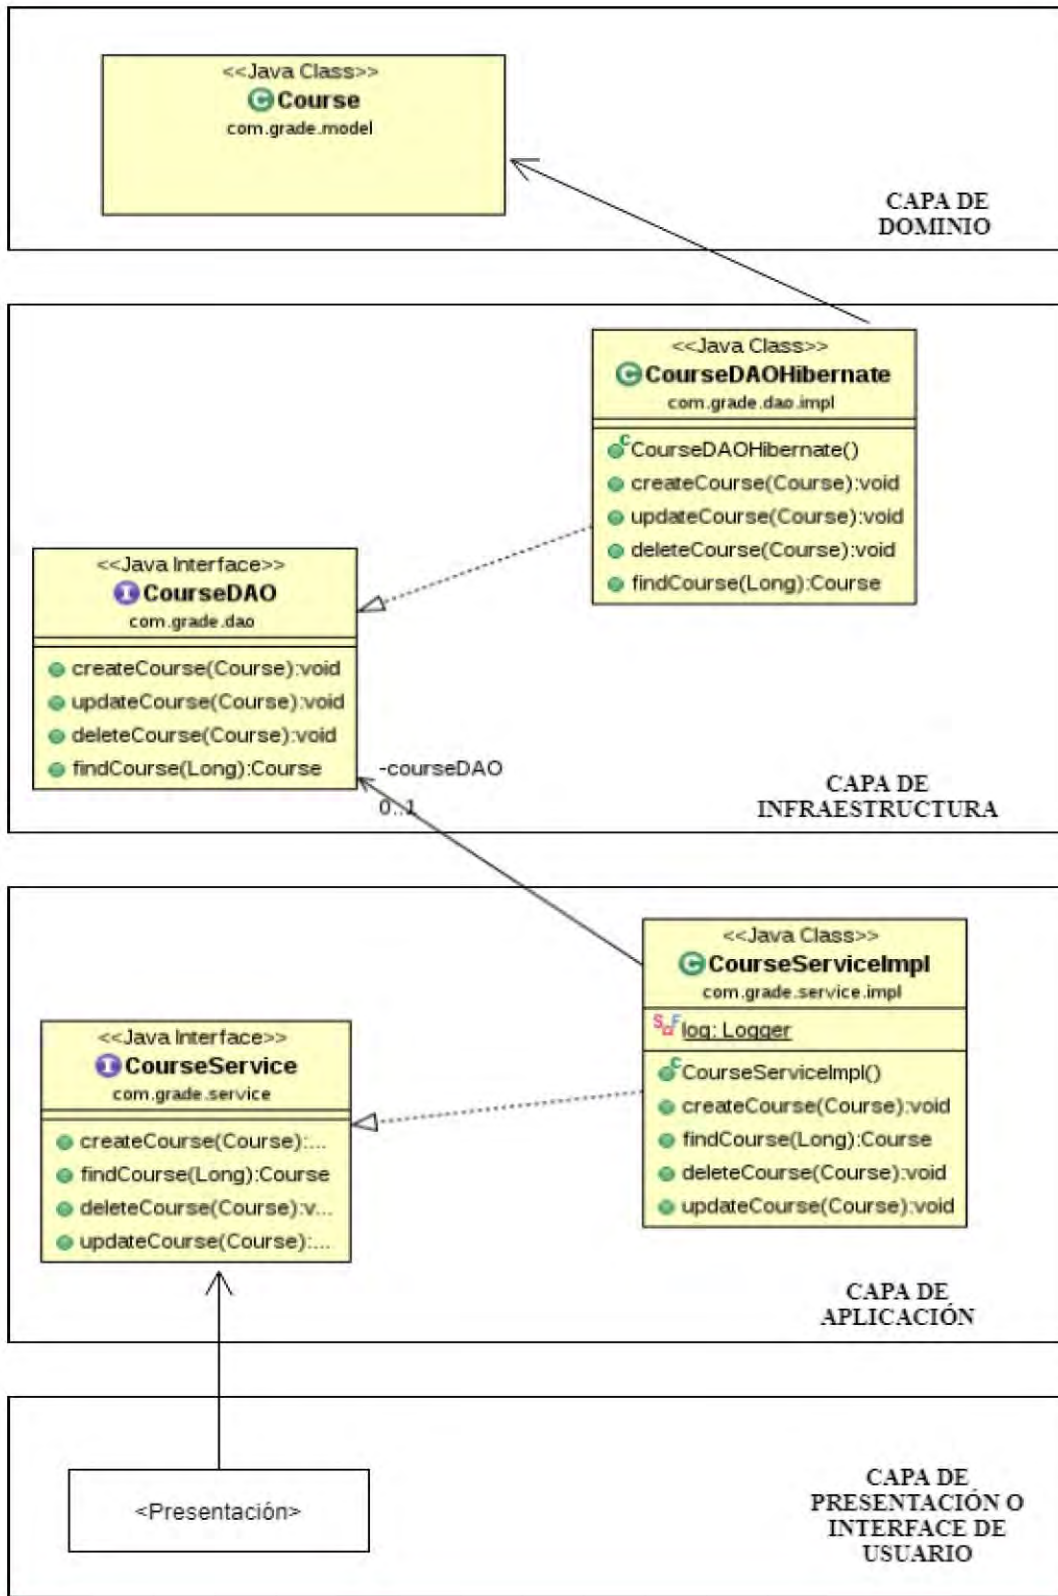 <<Java Class>>
Course
com.grade.model
CAPA DE
DOMINIO
<<Java Class>>
CourseDAOHibernate
com.grade.dao.impl
CourseDAOHibernate()
createCourse(Course):void
updateCourse(Course):void
deleteCourse(Course):void
findCourse(Long):Course
<<Java Interface>>
CourseDAO
com.grade.dao
createCourse(Course):void
updateCourse(Course):void
deleteCourse(Course):void
findCourse(Long):Course
-courseDAO
0..1
CAPA DE
INFRAESTRUCTURA
<<Java Class>>
CourseServiceImpl
com.grade.service.impl
log: Logger
CourseServiceImpl()
createCourse(Course):void
findCourse(Long):Course
deleteCourse(Course):void
updateCourse(Course):void
<<Java Interface>>
CourseService
com.grade.service
createCourse(Course):...
findCourse(Long):Course
deleteCourse(Course):v...
updateCourse(Course):...
CAPA DE
APLICACIÓN
<Presentación>
CAPA DE
PRESENTACIÓN O
INTERFACE DE
USUARIO